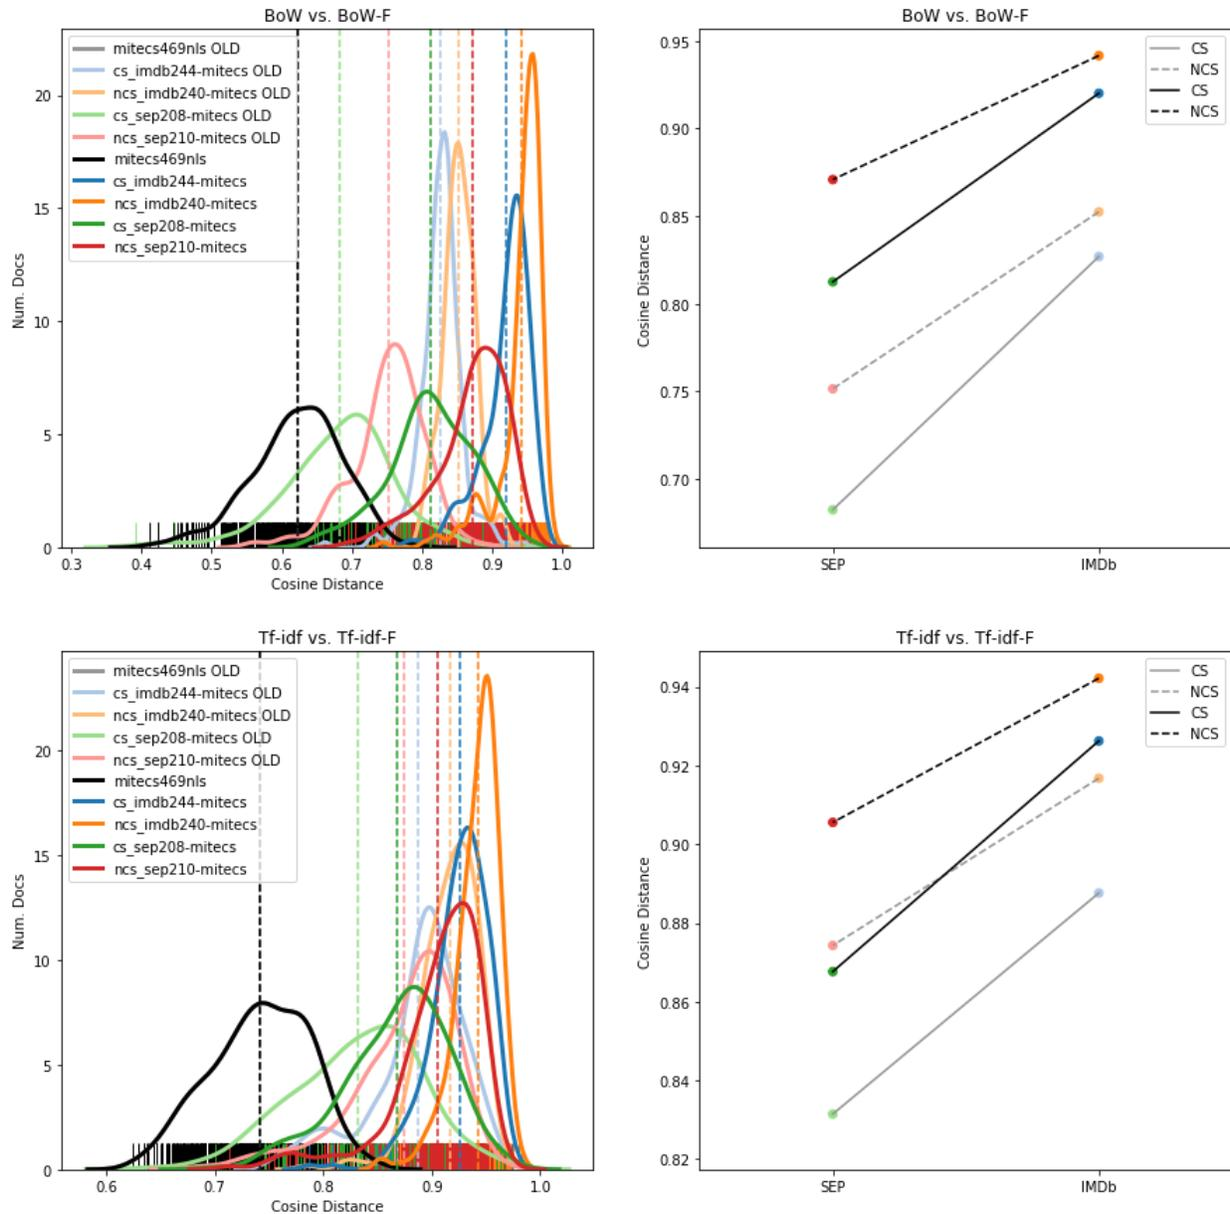 BoW vs. BoW-F
mitecs469nls OLD
cs_imdb244-mitecs OLD
ncs_imdb240-mitecs OLD
cs_sep208-mitecs OLD
ncs_sep210-mitecs OLD
mitecs469nls
cs_imdb244-mitecs
ncs_imdb240-mitecs
cs_sep208-mitecs
ncs_sep210-mitecs
Num. Docs
20
15
10
5
0
0.3 0.4 0.5 0.6 0.7 0.8 0.9 1.0
Cosine Distance
BoW vs. BoW-F
CS
NCS
CS
NCS
Cosine Distance
0.95
0.90
0.85
0.80
0.75
0.70
SEP IMDb
Tf-idf vs. Tf-idf-F
mitecs469nls OLD
cs_imdb244-mitecs OLD
ncs_imdb240-mitecs OLD
cs_sep208-mitecs OLD
ncs_sep210-mitecs OLD
mitecs469nls
cs_imdb244-mitecs
ncs_imdb240-mitecs
cs_sep208-mitecs
ncs_sep210-mitecs
Num. Docs
20
15
10
5
0
0.6 0.7 0.8 0.9 1.0
Cosine Distance
Tf-idf vs. Tf-idf-F
CS
NCS
CS
NCS
Cosine Distance
0.94
0.92
0.90
0.88
0.86
0.84
0.82
SEP IMDb